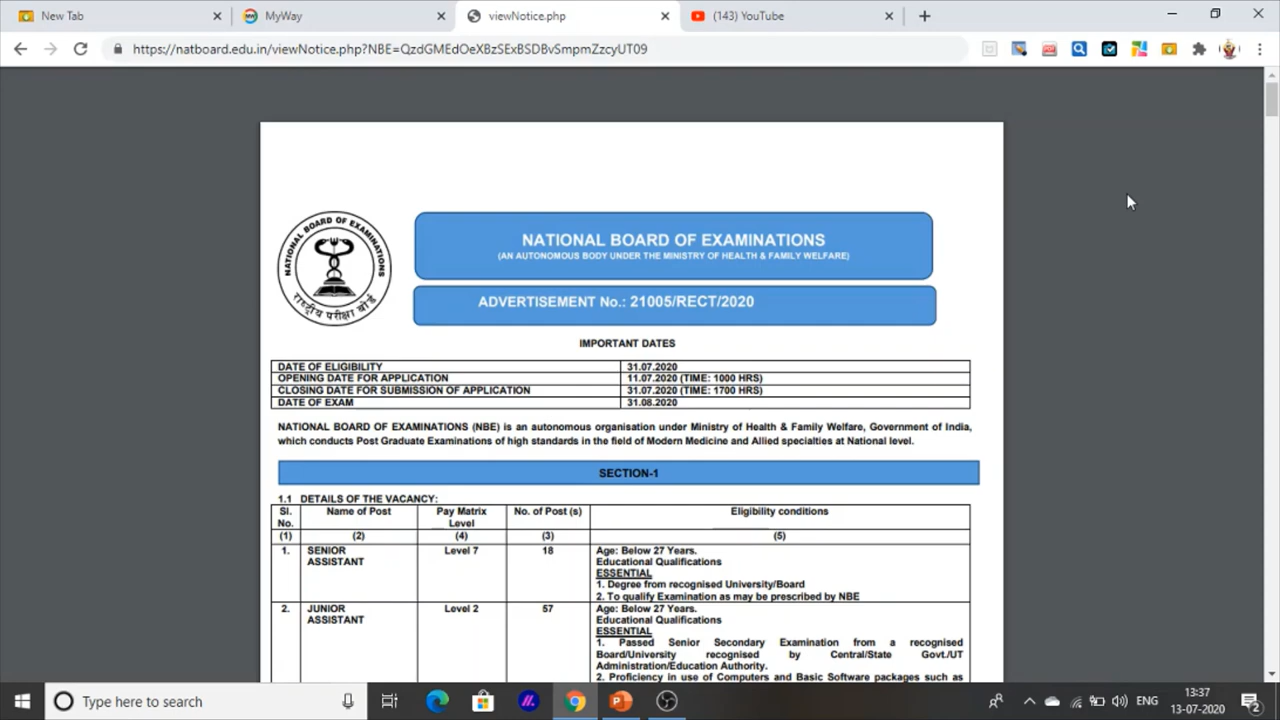 New Tab
MyWay
viewNotice.php
(143) YouTube
https://natboard.edu.in/viewNotice.php?NBE=QzdGMEdOeXBzSExBSDBvSmpmZzcyUT09
NATIONAL BOARD OF EXAMINATIONS
राष्ट्रीय परीक्षा बोर्ड
NATIONAL BOARD OF EXAMINATIONS
(AN AUTONOMOUS BODY UNDER THE MINISTRY OF HEALTH & FAMILY WELFARE)
ADVERTISEMENT No.: 21005/RECT/2020
IMPORTANT DATES
DATE OF ELIGIBILITY 31.07.2020
OPENING DATE FOR APPLICATION 11.07.2020 (TIME: 1000 HRS)
CLOSING DATE FOR SUBMISSION OF APPLICATION 31.07.2020 (TIME: 1700 HRS)
DATE OF EXAM 31.08.2020
NATIONAL BOARD OF EXAMINATIONS (NBE) is an autonomous organisation under Ministry of Health & Family Welfare, Government of India,
which conducts Post Graduate Examinations of high standards in the field of Modern Medicine and Allied specialties at National level.
SECTION-1
1.1 DETAILS OF THE VACANCY:
Sl. No. Name of Post Pay Matrix Level No. of Post (s) Eligibility conditions
(1) (2) (4) (3) (5)
1. SENIOR ASSISTANT Level 7 18 Age: Below 27 Years.
Educational Qualifications
ESSENTIAL
1. Degree from recognised University/Board
2. To qualify Examination as may be prescribed by NBE
2. JUNIOR ASSISTANT Level 2 57 Age: Below 27 Years.
Educational Qualifications
ESSENTIAL
1. Passed Senior Secondary Examination from a recognised
Board/University recognised by Central/State Govt./UT
Administration/Education Authority.
2. Proficiency in use of Computers and Basic Software packages such as
Type here to search
ENG
13:37
13-07-2020
2